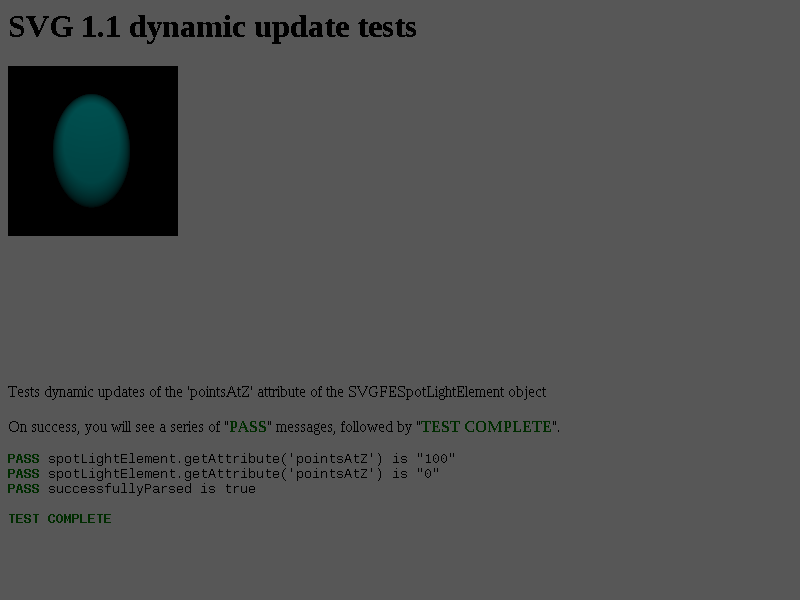 SVG 1.1 dynamic update tests
Tests dynamic updates of the 'pointsAtZ' attribute of the SVGFESpotLightElement object
On success, you will see a series of "PASS" messages, followed by "TEST COMPLETE".
PASS spotLightElement.getAttribute('pointsAtZ') is "100"
PASS spotLightElement.getAttribute('pointsAtZ') is "0"
PASS successfullyParsed is true
TEST COMPLETE